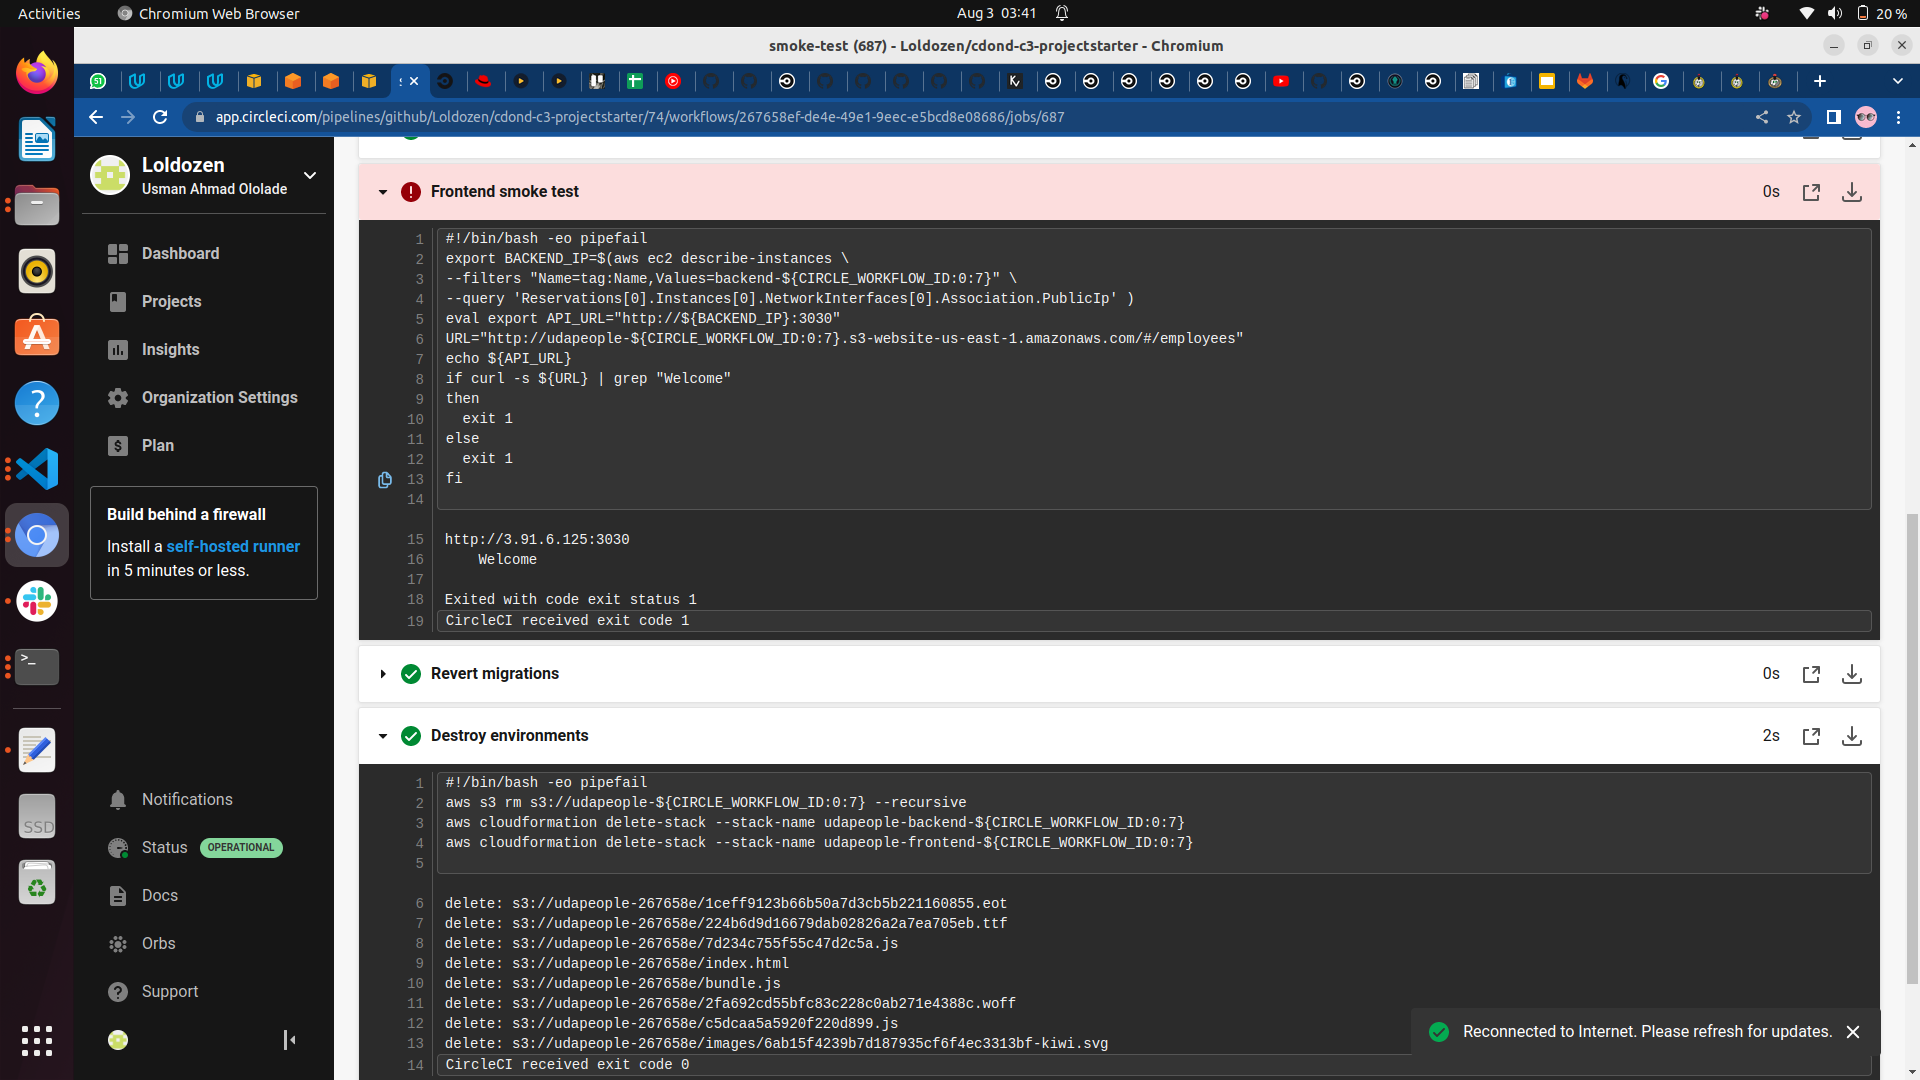 Activities
Chromium Web Browser
Aug 3 03:41
20 %
smoke-test (687) - Loldozen/cdond-c3-projectstarter - Chromium
app.circleci.com/pipelines/github/Loldozen/cdond-c3-projectstarter/74/workflows/267658ef-de4e-49e1-9eec-e5bcd8e08686/jobs/687
Loldozen
Usman Ahmad Ololade
Dashboard
Projects
Insights
Organization Settings
Plan
Build behind a firewall
Install a self-hosted runner
in 5 minutes or less.
Notifications
Status OPERATIONAL
Docs
Orbs
Support
SSD
Frontend smoke test 0s
1 #!/bin/bash -eo pipefail
2 export BACKEND_IP=$(aws ec2 describe-instances \
3 --filters "Name=tag:Name,Values=backend-${CIRCLE_WORKFLOW_ID:0:7}" \
4 --query 'Reservations[0].Instances[0].NetworkInterfaces[0].Association.PublicIp' )
5 eval export API_URL="http://${BACKEND_IP}:3030"
6 URL="http://udapeople-${CIRCLE_WORKFLOW_ID:0:7}.s3-website-us-east-1.amazonaws.com/#/employees"
7 echo ${API_URL}
8 if curl -s ${URL} | grep "Welcome"
9 then
10 exit 1
11 else
12 exit 1
13 fi
14
15 http://3.91.6.125:3030
16 Welcome
17
18 Exited with code exit status 1
19 CircleCI received exit code 1
Revert migrations 0s
Destroy environments 2s
1 #!/bin/bash -eo pipefail
2 aws s3 rm s3://udapeople-${CIRCLE_WORKFLOW_ID:0:7} --recursive
3 aws cloudformation delete-stack --stack-name udapeople-backend-${CIRCLE_WORKFLOW_ID:0:7}
4 aws cloudformation delete-stack --stack-name udapeople-frontend-${CIRCLE_WORKFLOW_ID:0:7}
5
6 delete: s3://udapeople-267658e/1ceff9123b66b50a7d3cb5b221160855.eot
7 delete: s3://udapeople-267658e/224b6d9d16679dab02826a2a7ea705eb.ttf
8 delete: s3://udapeople-267658e/7d234c755f55c47d2c5a.js
9 delete: s3://udapeople-267658e/index.html
10 delete: s3://udapeople-267658e/bundle.js
11 delete: s3://udapeople-267658e/2fa692cd55bfc83c228c0ab271e4388c.woff
12 delete: s3://udapeople-267658e/c5dcaa5a5920f220d899.js
13 delete: s3://udapeople-267658e/images/6ab15f4239b7d187935cf6f4ec3313bf-kiwi.svg
14 CircleCI received exit code 0
Reconnected to Internet. Please refresh for updates.